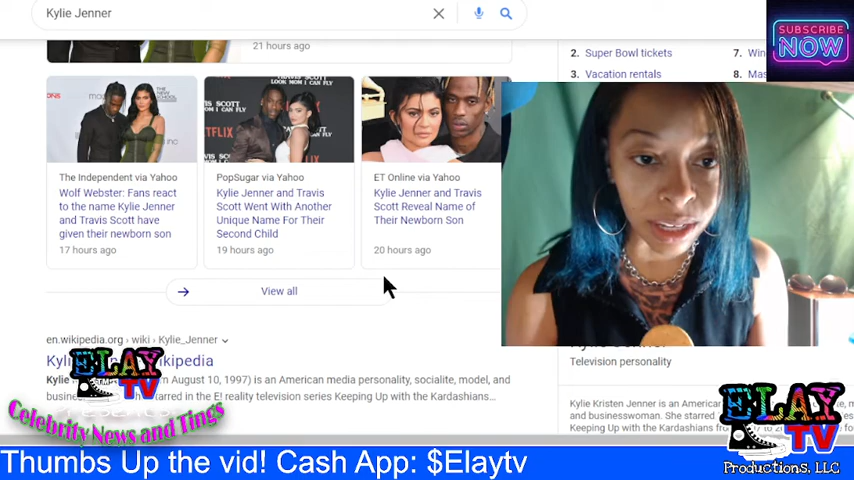 Kylie Jenner
SUBSCRIBE
NOW
21 hours ago
2. Super Bowl tickets
7.
3. Vacation rentals
8.
TRAVIS SCOTT
LOOK MOM I CAN FLY
NETFLIX
The Independent via Yahoo
Wolf Webster: Fans react
to the name Kylie Jenner
and Travis Scott have
given their newborn son
17 hours ago
PopSugar via Yahoo
Kylie Jenner and Travis
Scott Went With Another
Unique Name For Their
Second Child
19 hours ago
ET Online via Yahoo
Kylie Jenner and Travis
Scott Reveal Name of
Their Newborn Son
20 hours ago
View all
en.wikipedia.org › wiki › Kylie_Jenner
Television personality
August 10, 1997) is an American media personality, socialite, model, and
starred in the E! reality television series Keeping Up with the Kardashians...
Kylie Kristen Jenner is an American
and businesswoman. She starred
Keeping Up with the Kardashians
ELAY
TV
Celebrity News and Tings
ELAY
TV
Productions, LLC
Thumbs Up the vid! Cash App: $Elaytv